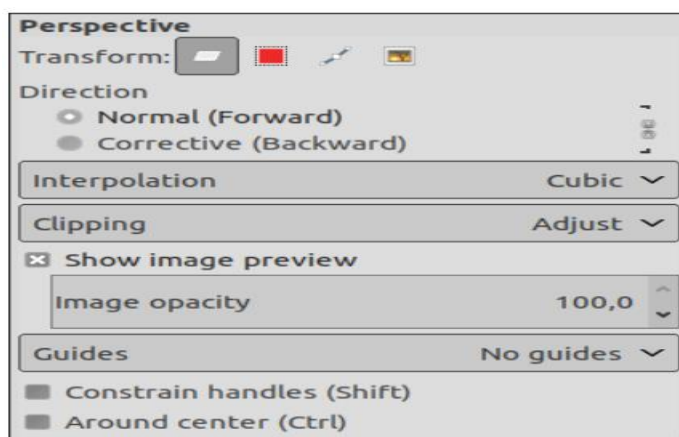 Perspective
Transform:
Direction
Normal (Forward)
Corrective (Backward)
Interpolation Cubic
Clipping Adjust
Show image preview
Image opacity 100,0
Guides No guides
Constrain handles (Shift)
Around center (Ctrl)